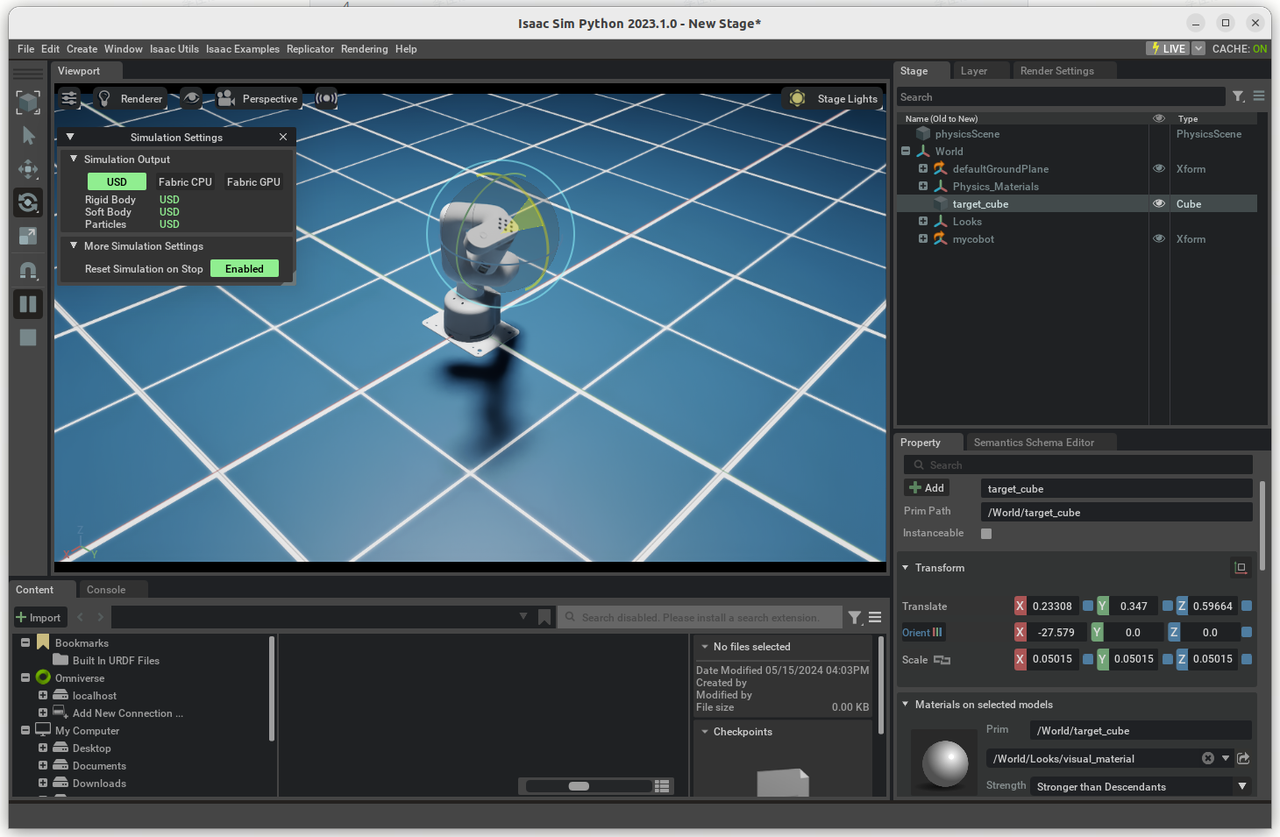 Isaac Sim Python 2023.1.0 - New Stage*
File Edit Create Window Isaac Utils Isaac Examples Replicator Rendering Help
LIVE CACHE: ON
Viewport
Renderer Perspective Stage Lights
Simulation Settings
Simulation Output
USD Fabric CPU Fabric GPU
Rigid Body USD
Soft Body USD
Particles USD
More Simulation Settings
Reset Simulation on Stop Enabled
Z
X Y
Stage Layer Render Settings
Search
Name (Old to New) Type
physicsScene PhysicsScene
World
defaultGroundPlane Xform
Physics_Materials
target_cube Cube
Looks
mycobot Xform
Property Semantics Schema Editor
Search
Add target_cube
Prim Path /World/target_cube
Instanceable
Transform
Translate X 0.23308 Y 0.347 Z 0.59664
Orient X -27.579 Y 0.0 Z 0.0
Scale X 0.05015 Y 0.05015 Z 0.05015
Materials on selected models
Prim /World/target_cube
/World/Looks/visual_material
Strength Stronger than Descendants
Content Console
Import Search disabled. Please install a search extension.
Bookmarks
Built In URDF Files
Omniverse
localhost
Add New Connection ...
My Computer
Desktop
Documents
Downloads
No files selected
Date Modified 05/15/2024 04:03PM
Created by
Modified by
File size 0.00 KB
Checkpoints